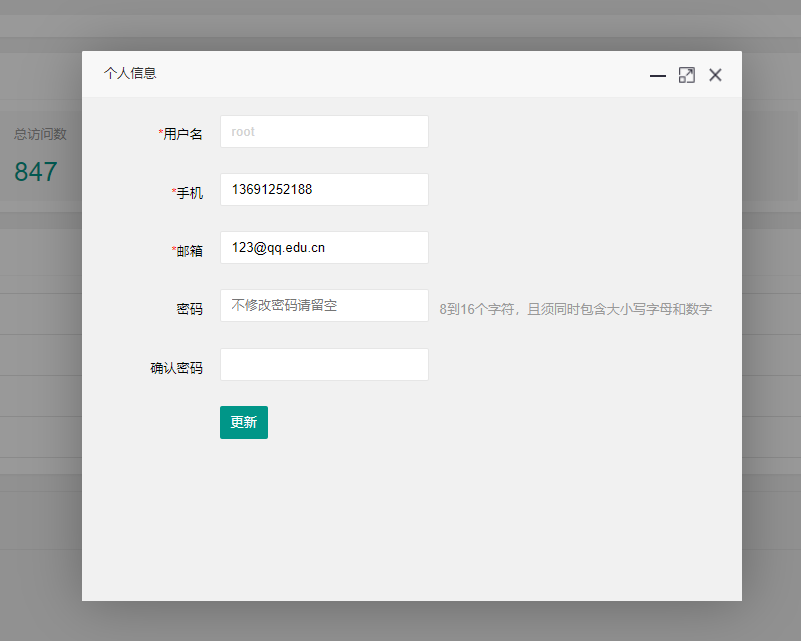 个人信息
总访问数
847
*用户名 root
*手机 13691252188
*邮箱 123@qq.edu.cn
密码 不修改密码请留空 8到16个字符，且须同时包含大小写字母和数字
确认密码
更新